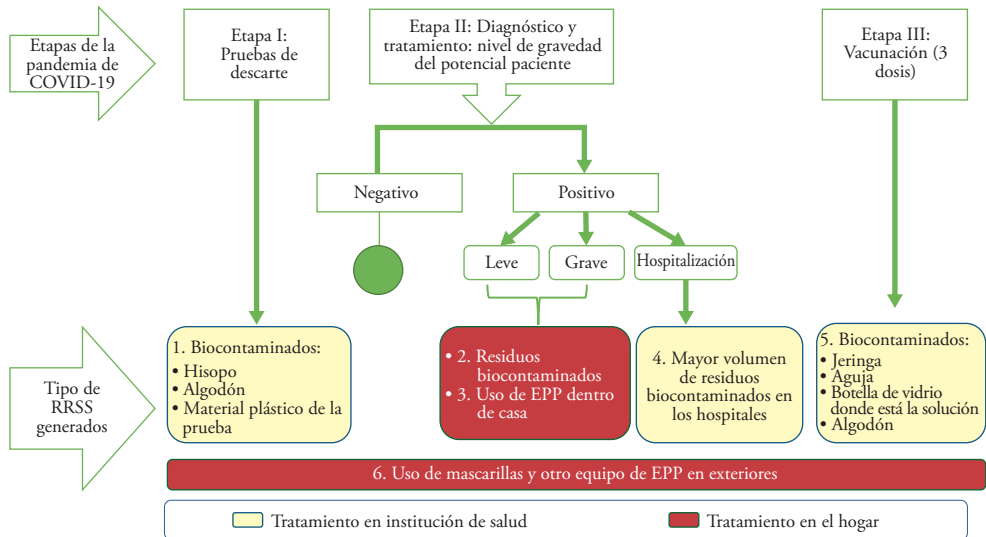 Etapas de la
pandemia de
COVID-19
Etapa I:
Pruebas de
descarte
Etapa II: Diagnóstico y
tratamiento: nivel de gravedad
del potencial paciente
Etapa III:
Vacunación (3
dosis)
Negativo
Positivo
Leve
Grave
Hospitalización
Tipo de
RRSS
generados
1. Biocontaminados:
• Hisopo
• Algodón
• Material plástico de la
prueba
• 2. Residuos
biocontaminados
• 3. Uso de EPP dentro
de casa
4. Mayor volumen
de residuos
biocontaminados en
los hospitales
5. Biocontaminados:
• Jeringa
• Aguja
• Botella de vidrio
donde está la solución
• Algodón
6. Uso de mascarillas y otro equipo de EPP en exteriores
Tratamiento en institución de salud
Tratamiento en el hogar